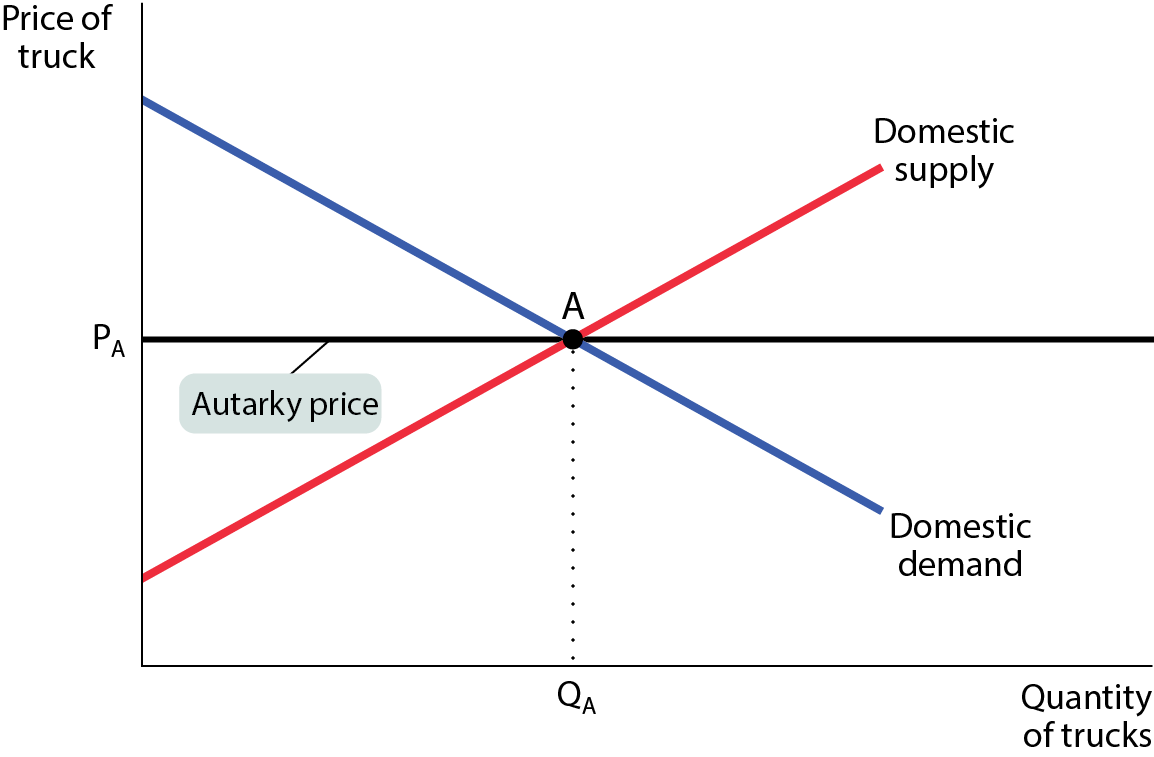 Price of
truck
Domestic
supply
A
P_A
Autarky price
Domestic
demand
Q_A
Quantity
of trucks